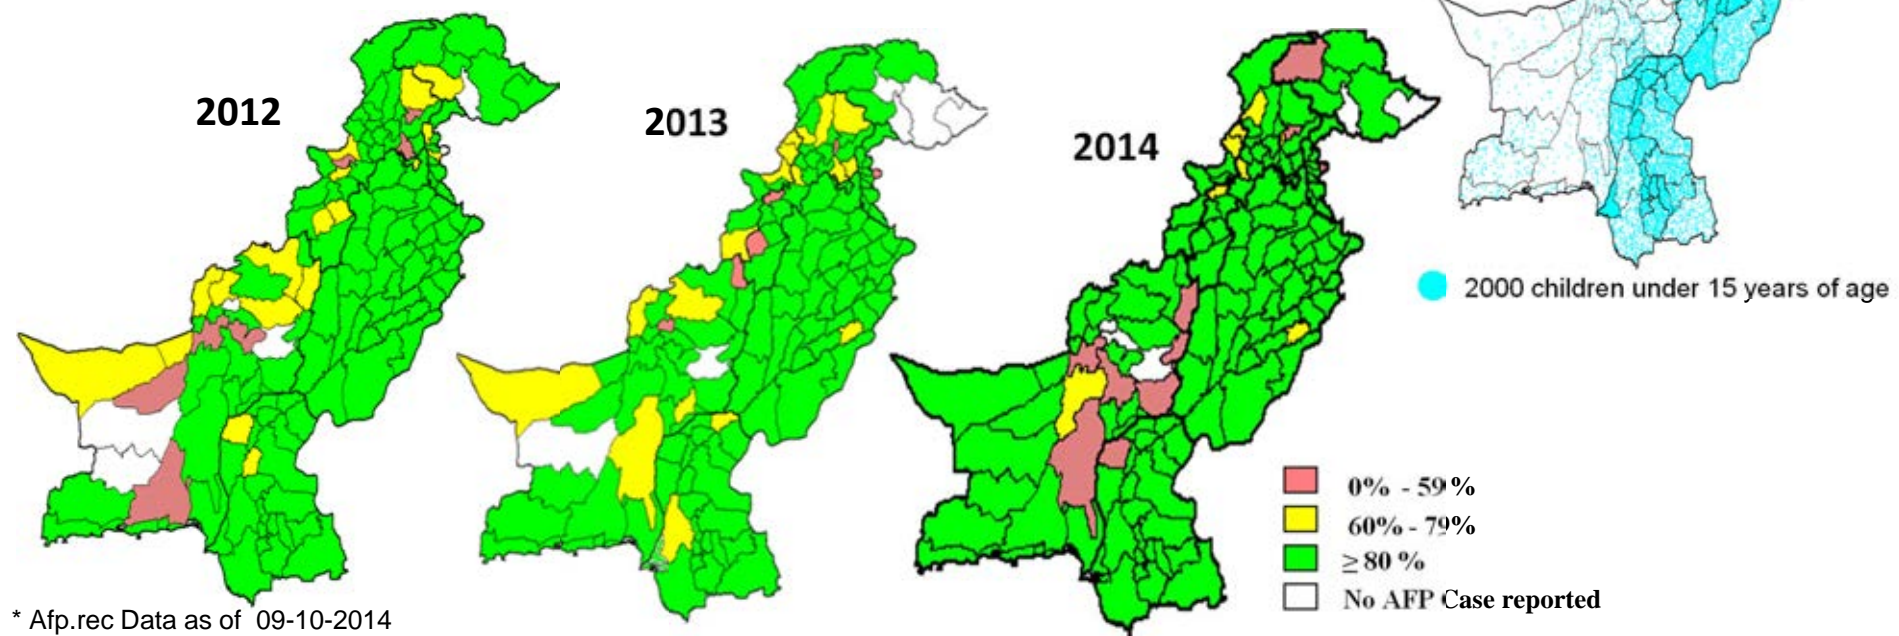 2012
2013
2014
2000 children under 15 years of age
0% - 59%
60% - 79%
≥ 80 %
No AFP Case reported
* Afp.rec Data as of 09-10-2014